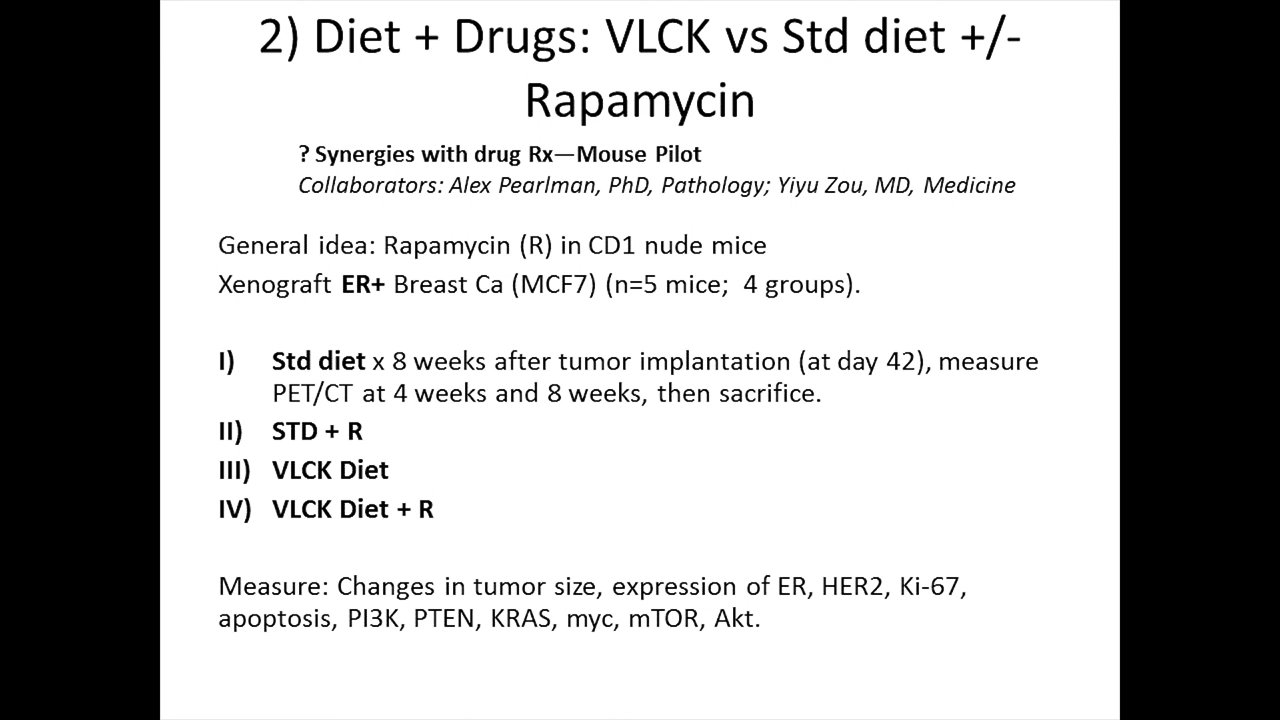 2) Diet + Drugs: VLCK vs Std diet +/-
Rapamycin
? Synergies with drug Rx—Mouse Pilot
Collaborators: Alex Pearlman, PhD, Pathology; Yiyu Zou, MD, Medicine
General idea: Rapamycin (R) in CD1 nude mice
Xenograft ER+ Breast Ca (MCF7) (n=5 mice;  4 groups).
I) Std diet x 8 weeks after tumor implantation (at day 42), measure
PET/CT at 4 weeks and 8 weeks, then sacrifice.
II) STD + R
III) VLCK Diet
IV) VLCK Diet + R
Measure: Changes in tumor size, expression of ER, HER2, Ki-67,
apoptosis, PI3K, PTEN, KRAS, myc, mTOR, Akt.